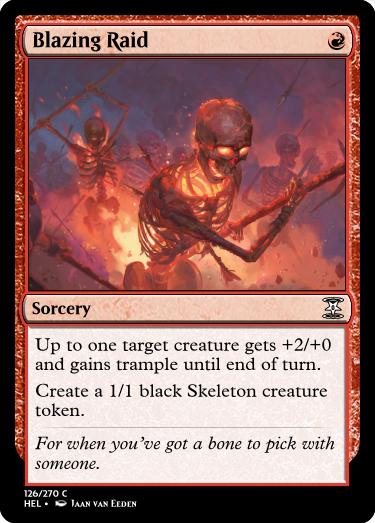 Blazing Raid
Sorcery
Up to one target creature gets +2/+0
and gains trample until end of turn.
Create a 1/1 black Skeleton creature
token.
For when you've got a bone to pick with
someone.
126/270 C
HEL • Jaan van Eeden